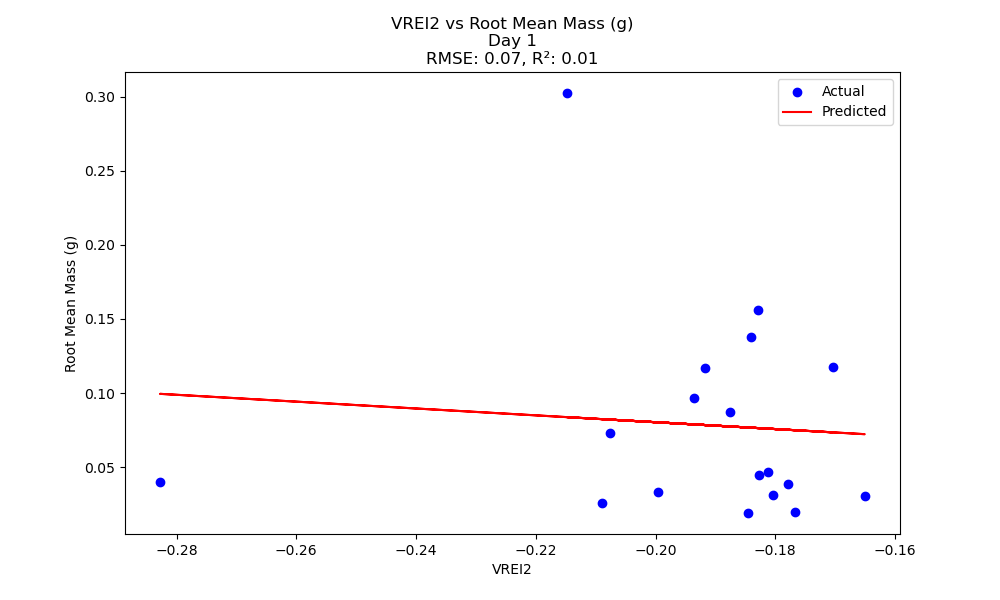 VREI2 vs Root Mean Mass (g)
Day 1
RMSE: 0.07, R²: 0.01
Actual
Predicted
0.30
0.25
0.20
0.15
0.10
0.05
Root Mean Mass (g)
−0.28
−0.26
−0.24
−0.22
−0.20
−0.18
−0.16
VREI2